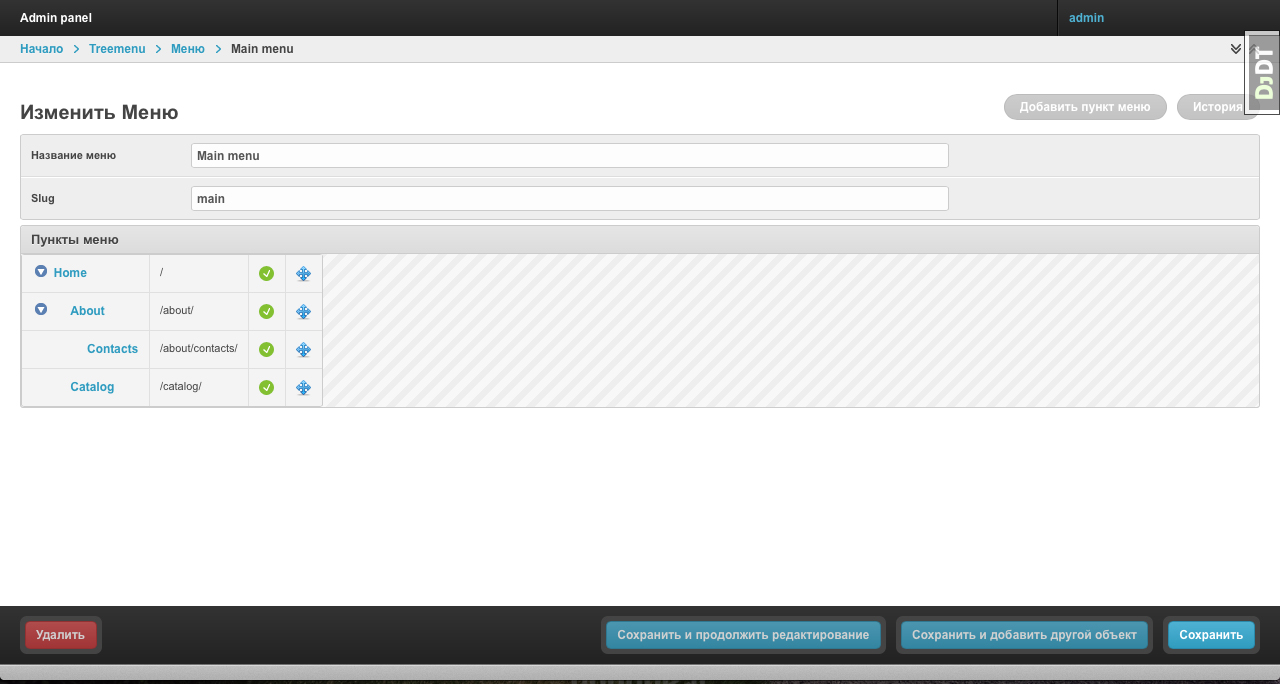 Admin panel
admin
Начало Treemenu Меню Main menu
DJDT
Изменить Меню
Добавить пункт меню
История
Название меню
Main menu
Slug
main
Пункты меню
Home /
About /about/
Contacts /about/contacts/
Catalog /catalog/
Удалить
Сохранить и продолжить редактирование
Сохранить и добавить другой объект
Сохранить